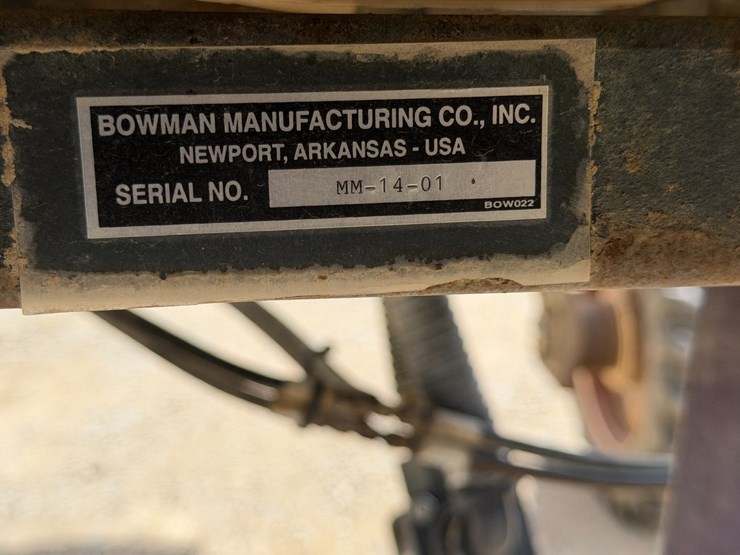 BOWMAN MANUFACTURING CO., INC.
NEWPORT, ARKANSAS - USA
SERIAL NO. MM-14-01
BOW022